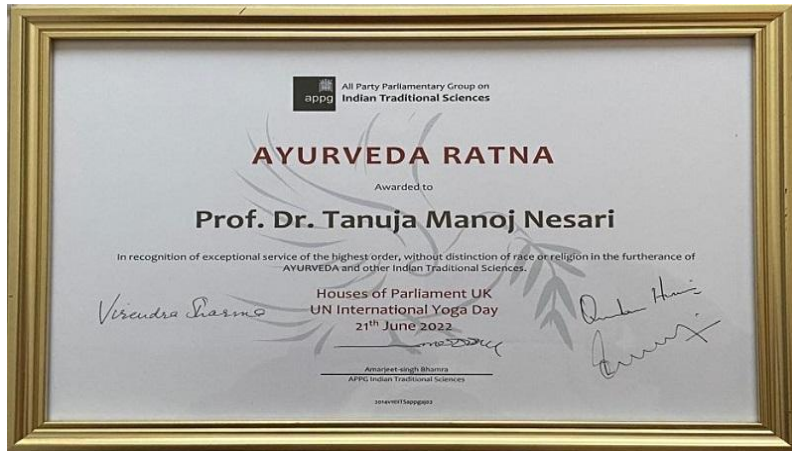 appg
All Party Parliamentary Group on
Indian Traditional Sciences
AYURVEDA RATNA
Awarded to
Prof. Dr. Tanuja Manoj Nesari
In recognition of exceptional service of the highest order, without distinction of race or religion in the furtherance of
AYURVEDA and other Indian Traditional Sciences.
Houses of Parliament UK
UN International Yoga Day
21th June 2022
Virendra Sharma
Amarjeet-singh Bhamra
APPG Indian Traditional Sciences